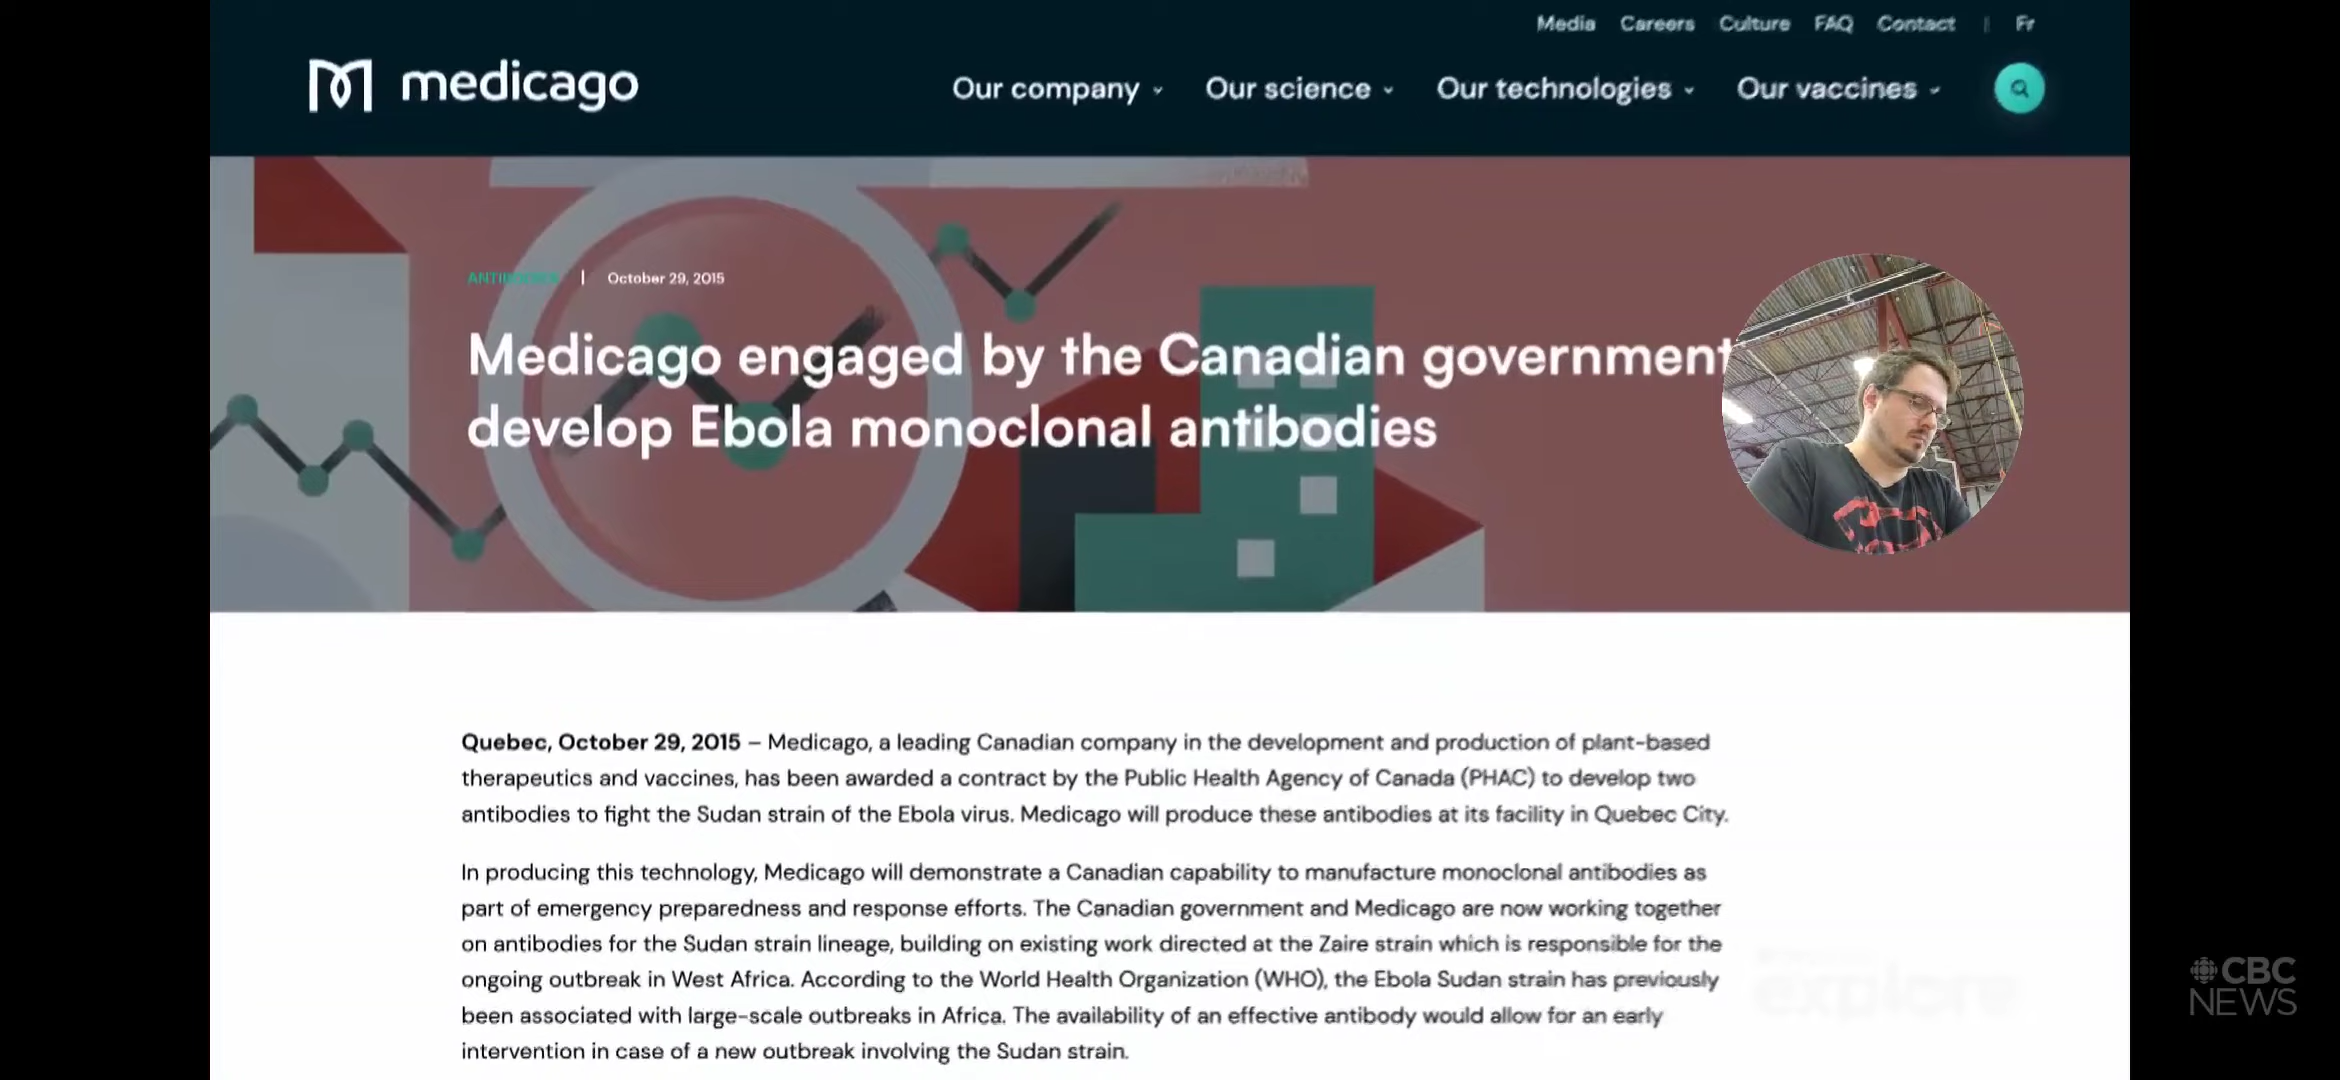 Media Careers Culture FAQ Contact | Fr
medicago
Our company Our science Our technologies Our vaccines
| October 29, 2015
Medicago engaged by the Canadian government
develop Ebola monoclonal antibodies
Quebec, October 29, 2015 – Medicago, a leading Canadian company in the development and production of plant-based
therapeutics and vaccines, has been awarded a contract by the Public Health Agency of Canada (PHAC) to develop two
antibodies to fight the Sudan strain of the Ebola virus. Medicago will produce these antibodies at its facility in Quebec City.
In producing this technology, Medicago will demonstrate a Canadian capability to manufacture monoclonal antibodies as
part of emergency preparedness and response efforts. The Canadian government and Medicago are now working together
on antibodies for the Sudan strain lineage, building on existing work directed at the Zaire strain which is responsible for the
ongoing outbreak in West Africa. According to the World Health Organization (WHO), the Ebola Sudan strain has previously
been associated with large-scale outbreaks in Africa. The availability of an effective antibody would allow for an early
intervention in case of a new outbreak involving the Sudan strain.
explore
CBC
NEWS